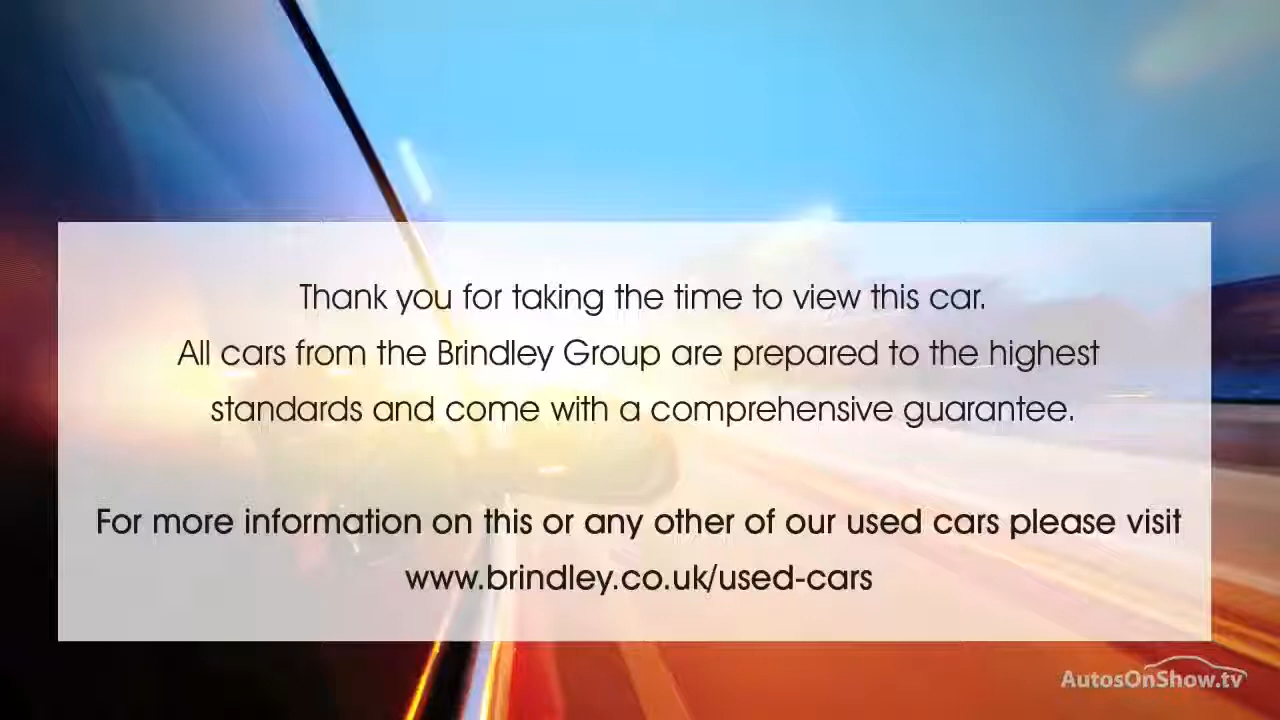 Thank you for taking the time to view this car.
All cars from the Brindley Group are prepared to the highest
standards and come with a comprehensive guarantee.
For more information on this or any other of our used cars please visit
www.brindley.co.uk/used-cars
AutosOnShow.tv